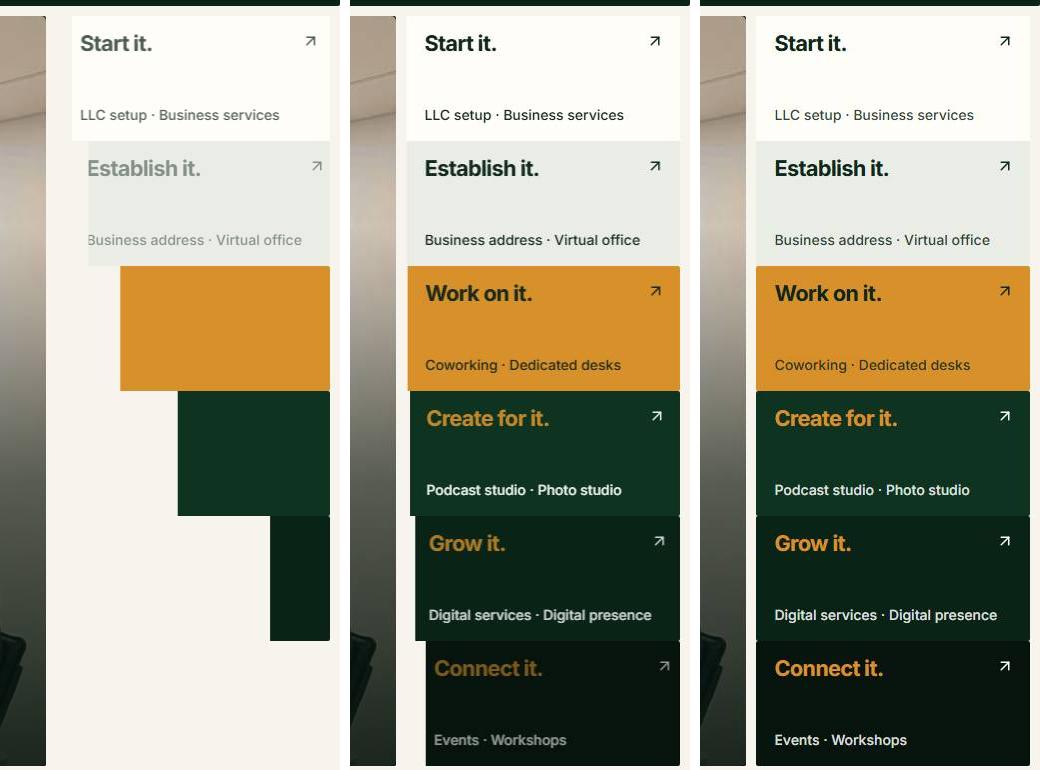 Start it.
LLC setup · Business services
Establish it.
Business address · Virtual office
Start it.
LLC setup · Business services
Establish it.
Business address · Virtual office
Work on it.
Coworking · Dedicated desks
Create for it.
Podcast studio · Photo studio
Grow it.
Digital services · Digital presence
Connect it.
Events · Workshops
Start it.
LLC setup · Business services
Establish it.
Business address · Virtual office
Work on it.
Coworking · Dedicated desks
Create for it.
Podcast studio · Photo studio
Grow it.
Digital services · Digital presence
Connect it.
Events · Workshops